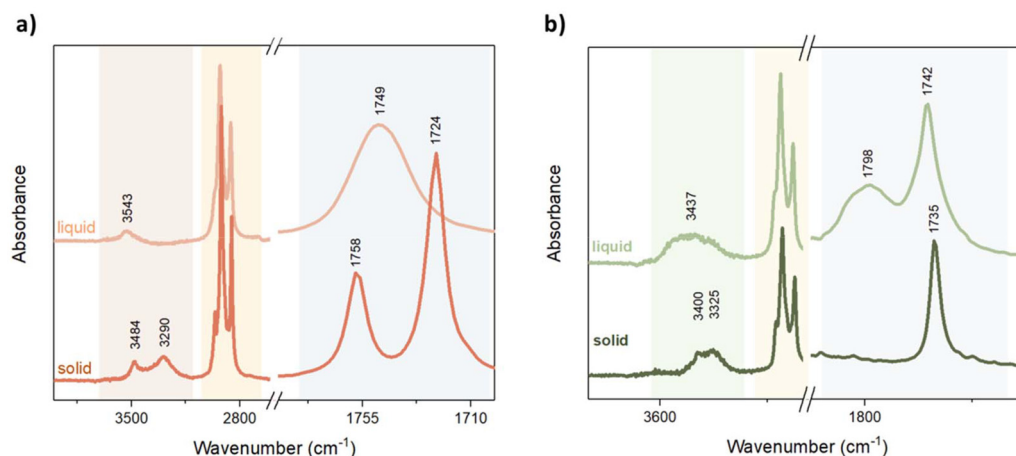 a)
Absorbance
liquid
solid
3543
3484
3290
1749
1758
1724
3500
2800
1755
1710
Wavenumber (cm⁻¹)
b)
Absorbance
liquid
solid
3437
3400
3325
1798
1742
1735
3600
1800
Wavenumber (cm⁻¹)